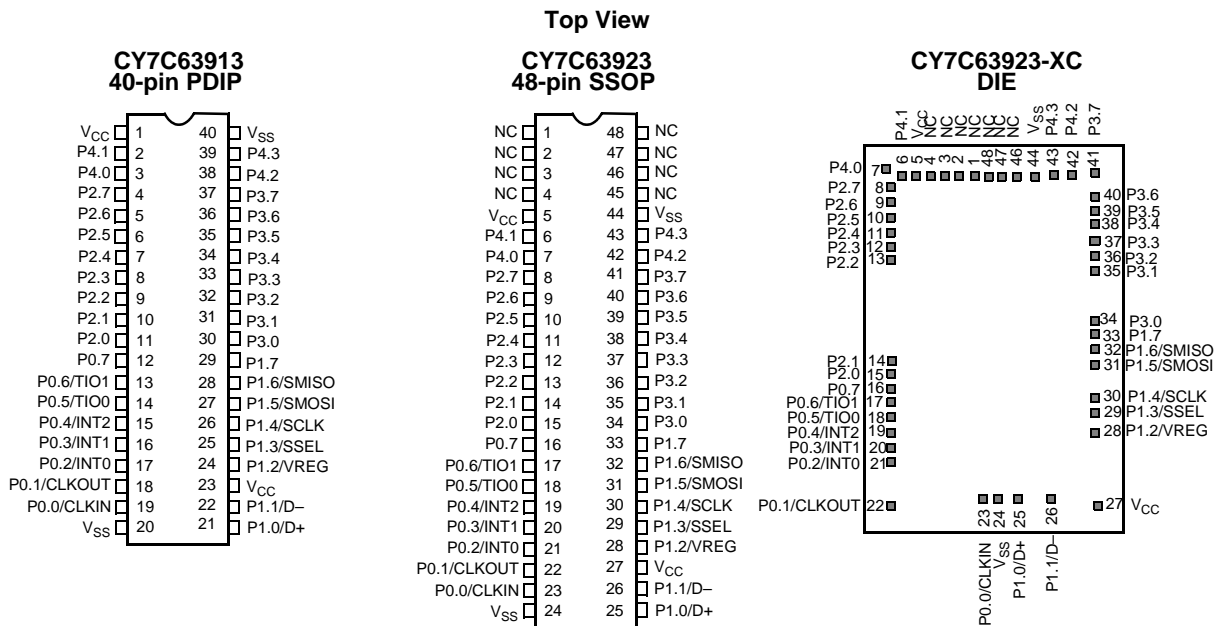 Top View
CY7C63913
40-pin PDIP
VCC 1 40 VSS
P4.1 2 39 P4.3
P4.0 3 38 P4.2
P2.7 4 37 P3.7
P2.6 5 36 P3.6
P2.5 6 35 P3.5
P2.4 7 34 P3.4
P2.3 8 33 P3.3
P2.2 9 32 P3.2
P2.1 10 31 P3.1
P2.0 11 30 P3.0
P0.7 12 29 P1.7
P0.6/TIO1 13 28 P1.6/SMISO
P0.5/TIO0 14 27 P1.5/SMOSI
P0.4/INT2 15 26 P1.4/SCLK
P0.3/INT1 16 25 P1.3/SSEL
P0.2/INT0 17 24 P1.2/VREG
P0.1/CLKOUT 18 23 VCC
P0.0/CLKIN 19 22 P1.1/D–
VSS 20 21 P1.0/D+
CY7C63923
48-pin SSOP
NC 1 48 NC
NC 2 47 NC
NC 3 46 NC
NC 4 45 NC
VCC 5 44 VSS
P4.1 6 43 P4.3
P4.0 7 42 P4.2
P2.7 8 41 P3.7
P2.6 9 40 P3.6
P2.5 10 39 P3.5
P2.4 11 38 P3.4
P2.3 12 37 P3.3
P2.2 13 36 P3.2
P2.1 14 35 P3.1
P2.0 15 34 P3.0
P0.7 16 33 P1.7
P0.6/TIO1 17 32 P1.6/SMISO
P0.5/TIO0 18 31 P1.5/SMOSI
P0.4/INT2 19 30 P1.4/SCLK
P0.3/INT1 20 29 P1.3/SSEL
P0.2/INT0 21 28 P1.2/VREG
P0.1/CLKOUT 22 27 VCC
P0.0/CLKIN 23 26 P1.1/D–
VSS 24 25 P1.0/D+
CY7C63923-XC
DIE
P4.1 VCC NC NC NC NC NC NC NC VSS P4.3 P4.2 P3.7
6 5 4 3 2 1 48 47 46 44 43 42 41
P4.0 7
P2.7 8
P2.6 9
P2.5 10
P2.4 11
P2.3 12
P2.2 13
40 P3.6
39 P3.5
38 P3.4
37 P3.3
36 P3.2
35 P3.1
34 P3.0
33 P1.7
32 P1.6/SMISO
31 P1.5/SMOSI
P2.1 14
P2.0 15
P0.7 16
P0.6/TIO1 17
P0.5/TIO0 18
P0.4/INT2 19
P0.3/INT1 20
P0.2/INT0 21
30 P1.4/SCLK
29 P1.3/SSEL
28 P1.2/VREG
P0.1/CLKOUT 22
27 VCC
23 24 25 26
P0.0/CLKIN VSS P1.0/D+ P1.1/D–